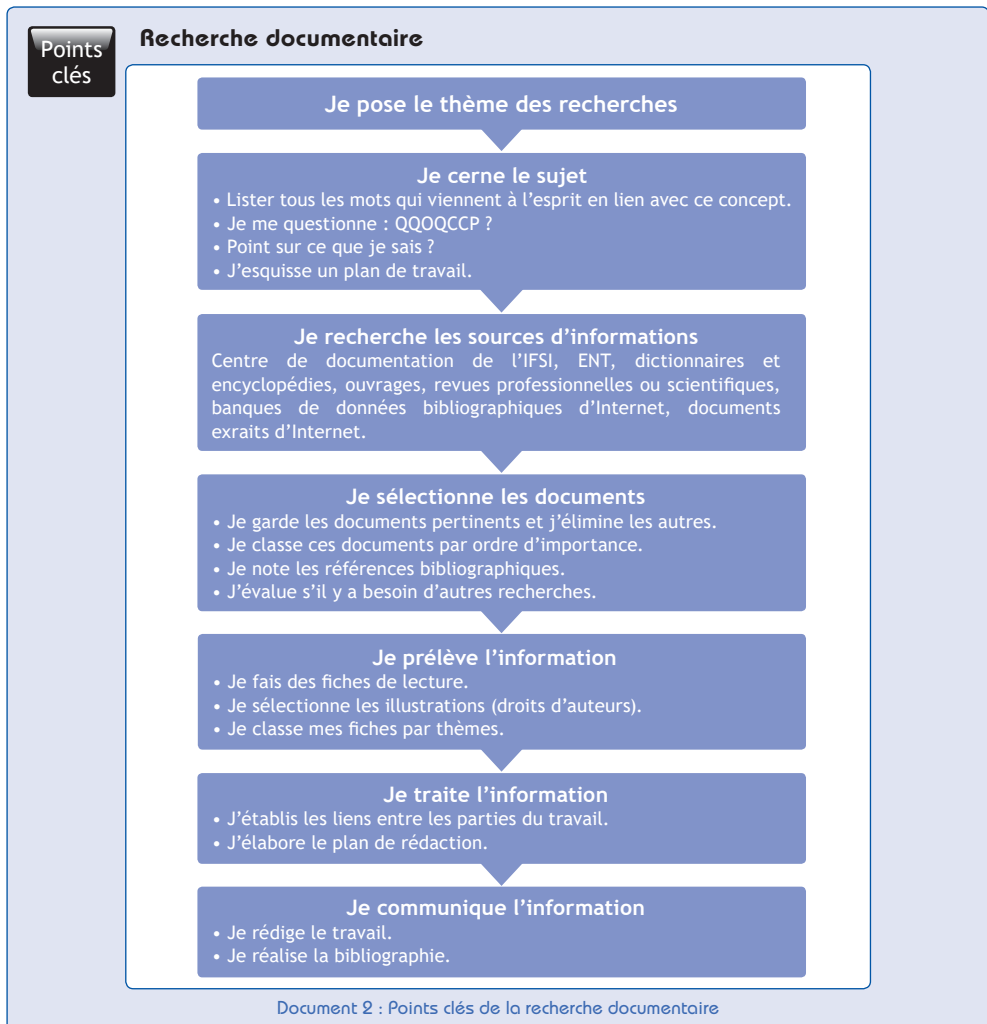 Points
clés
Recherche documentaire
Je pose le thème des recherches
Je cerne le sujet
• Lister tous les mots qui viennent à l’esprit en lien avec ce concept.
• Je me questionne : QQOQCCP ?
• Point sur ce que je sais ?
• J’esquisse un plan de travail.
Je recherche les sources d’informations
Centre de documentation de l’IFSI, ENT, dictionnaires et
encyclopédies, ouvrages, revues professionnelles ou scientifiques,
banques de données bibliographiques d’Internet, documents
exraits d’Internet.
Je sélectionne les documents
• Je garde les documents pertinents et j’élimine les autres.
• Je classe ces documents par ordre d’importance.
• Je note les références bibliographiques.
• J’évalue s’il y a besoin d’autres recherches.
Je prélève l’information
• Je fais des fiches de lecture.
• Je sélectionne les illustrations (droits d’auteurs).
• Je classe mes fiches par thèmes.
Je traite l’information
• J’établis les liens entre les parties du travail.
• J’élabore le plan de rédaction.
Je communique l’information
• Je rédige le travail.
• Je réalise la bibliographie.
Document 2 : Points clés de la recherche documentaire